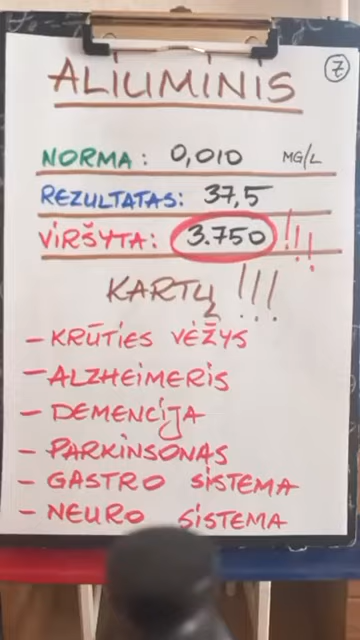 7
ALIUMINIS
NORMA: 0,010 MG/L
REZULTATAS: 37,5
VIRŠYTA: 3.750 !!!
KARTŲ !!!
- KRŪTIES VĖŽYS
- ALZHEIMERIS
- DEMENCIJA
- PARKINSONAS
- GASTRO SISTEMA
- NEURO SISTEMA